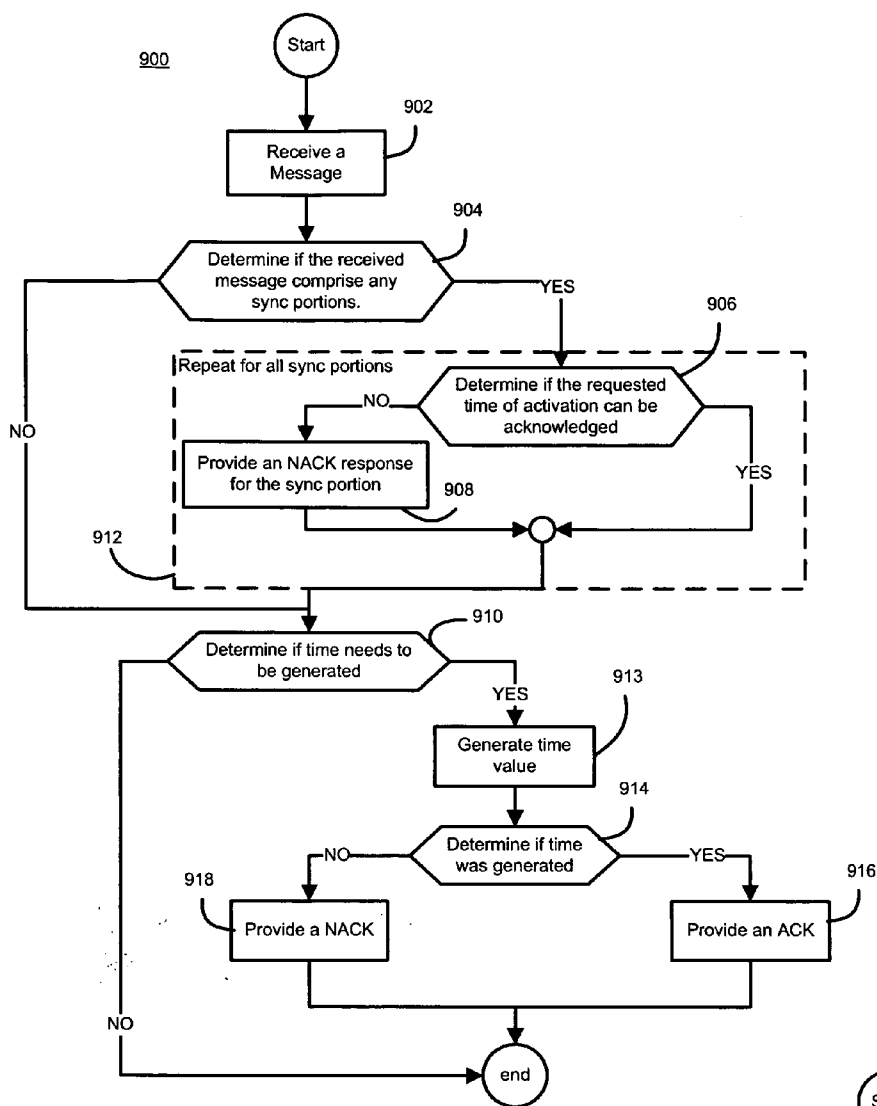 Start
900
902
Receive a
Message
904
Determine if the received
message comprise any
sync portions.
YES
906
Repeat for all sync portions
Determine if the requested
time of activation can be
acknowledged
NO
NO
YES
Provide an NACK response
for the sync portion
908
912
910
Determine if time needs to
be generated
YES
913
Generate time
value
914
Determine if time
was generated
NO
YES
918
916
Provide a NACK
Provide an ACK
NO
end
S